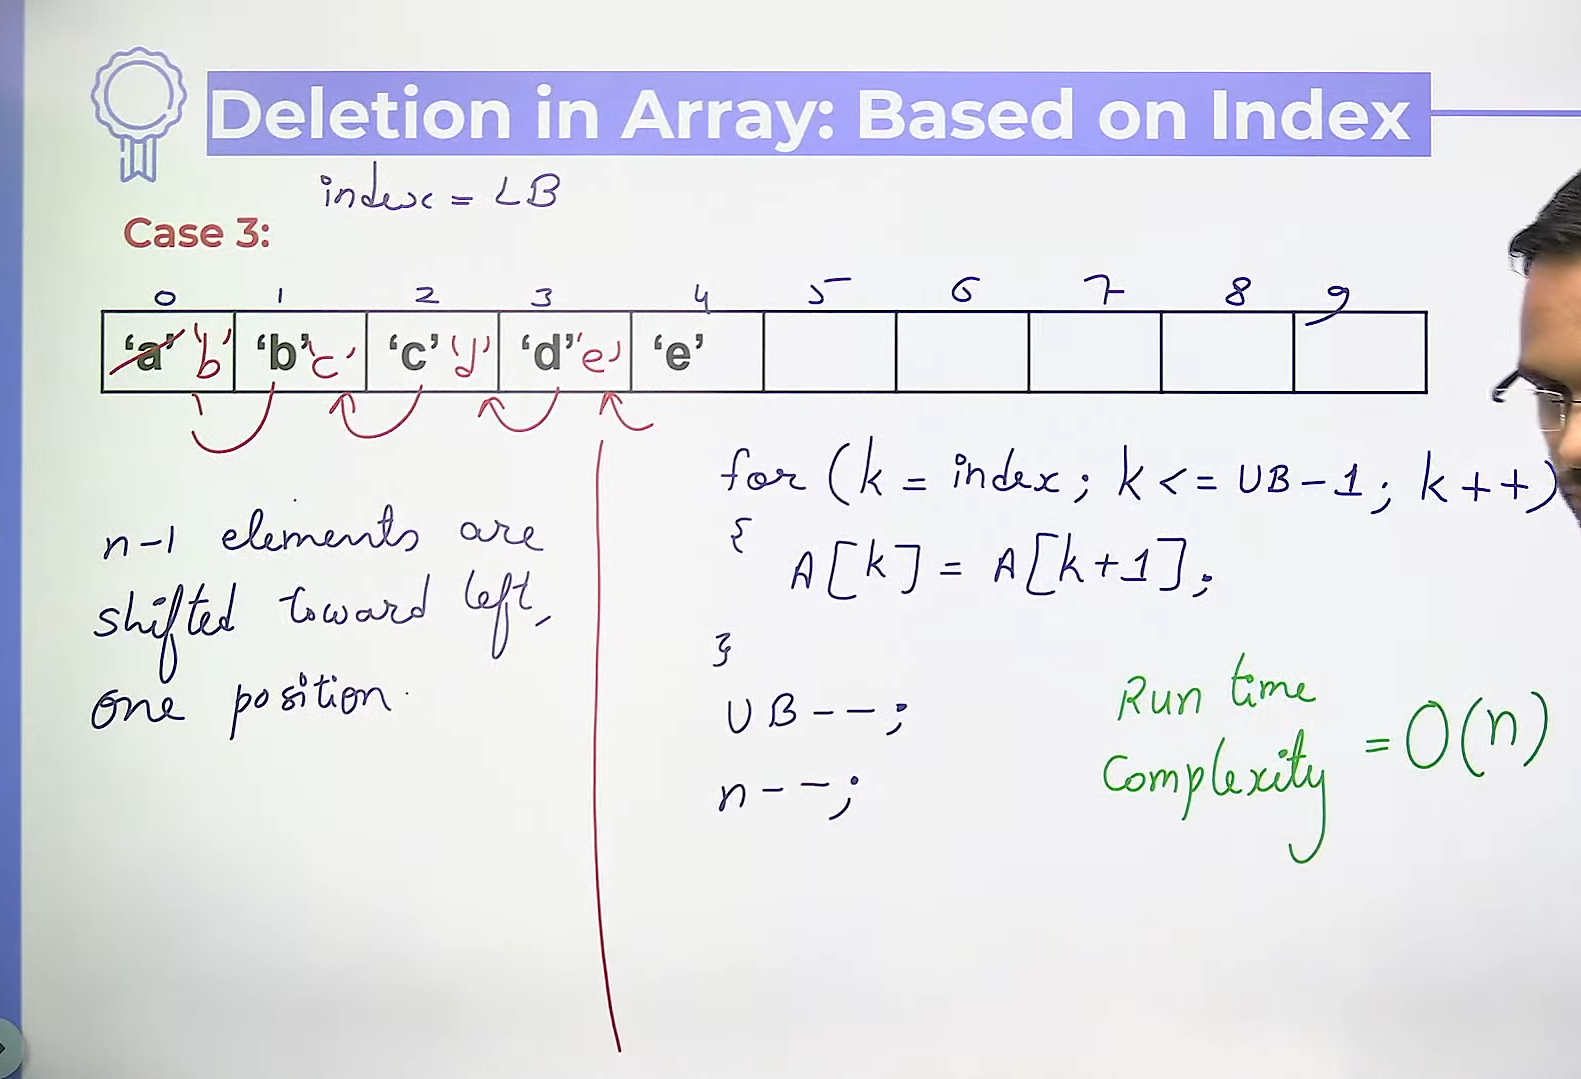 Deletion in Array: Based on Index
index = LB
Case 3:
0 1 2 3 4 5 6 7 8 9
‘a’ 'b' ‘b’ 'c' ‘c’ 'd' ‘d’ 'e' ‘e’
n-1 elements are
shifted toward left,
one position.
for (k = index; k <= UB-1; k++)
{
A[k] = A[k+1];
}
UB--;
n--;
Run time
Complexity = O(n)